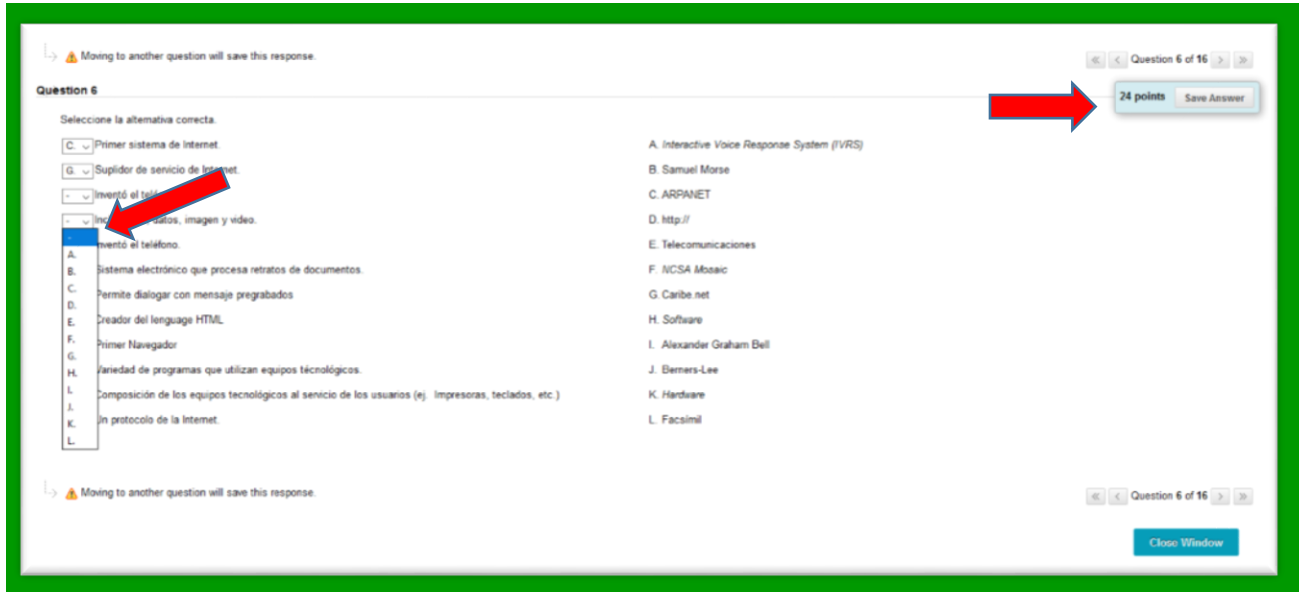 Moving to another question will save this response.
« < Question 6 of 16 > »
Question 6
24 points Save Answer
Seleccione la alternativa correcta.
C. Primer sistema de Internet. A. Interactive Voice Response System (IVRS)
G. Suplidor de servicio de Internet. B. Samuel Morse
- Inventó el C. ARPANET
- datos, imagen y video. D. http://
- nventó el teléfono. E. Telecomunicaciones
A.
B. Sistema electrónico que procesa retratos de documentos. F. NCSA Mosaic
C. Permite dialogar con mensaje pregrabados G. Caribe.net
D.
E. Creador del lenguage HTML H. Software
F. Primer Navegador I. Alexander Graham Bell
G.
H. Variedad de programas que utilizan equipos técnológicos. J. Berners-Lee
I. Composición de los equipos tecnológicos al servicio de los usuarios (ej. Impresoras, teclados, etc.) K. Hardware
J.
K. Un protocolo de la Internet. L. Facsímil
L.
Moving to another question will save this response.
« < Question 6 of 16 > »
Close Window